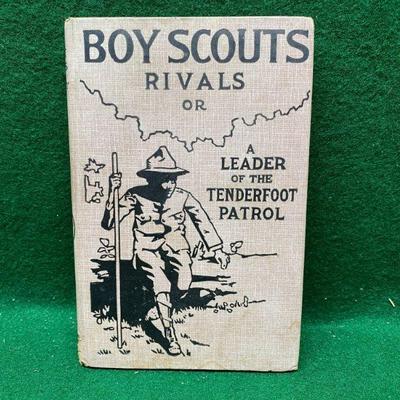 BOY SCOUTS
RIVALS
OR
A
LEADER
OF THE
TENDERFOOT
PATROL